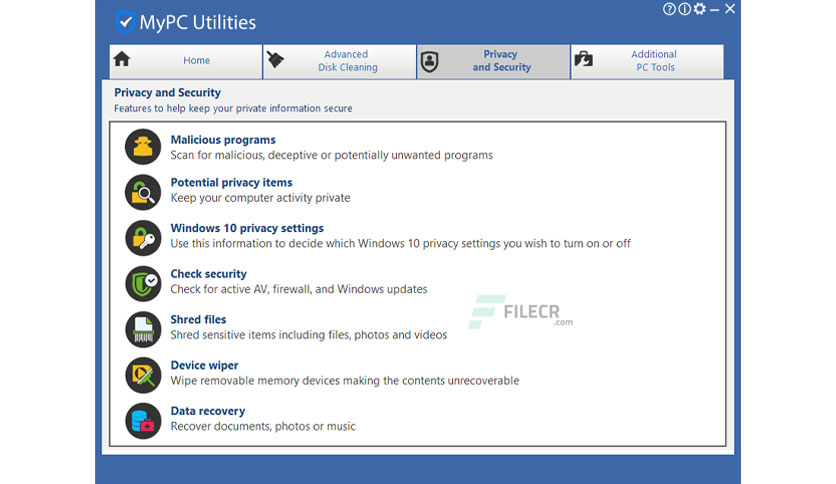 MyPC Utilities
Home
Advanced
Disk Cleaning
Privacy
and Security
Additional
PC Tools
Privacy and Security
Features to help keep your private information secure
Malicious programs
Scan for malicious, deceptive or potentially unwanted programs
Potential privacy items
Keep your computer activity private
Windows 10 privacy settings
Use this information to decide which Windows 10 privacy settings you wish to turn on or off
Check security
Check for active AV, firewall, and Windows updates
Shred files
Shred sensitive items including files, photos and videos
Device wiper
Wipe removable memory devices making the contents unrecoverable
Data recovery
Recover documents, photos or music
FILECR
.com